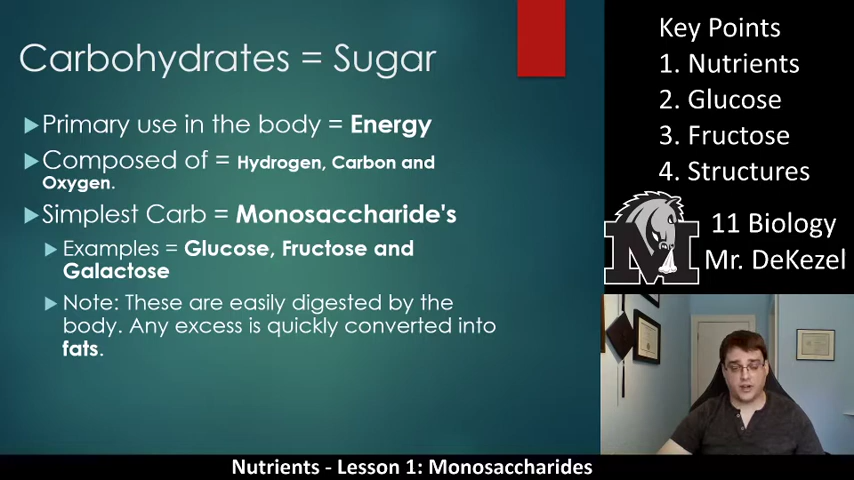 Carbohydrates = Sugar
Primary use in the body = Energy
Composed of = Hydrogen, Carbon and
Oxygen.
Simplest Carb = Monosaccharide's
Examples = Glucose, Fructose and
Galactose
Note: These are easily digested by the
body. Any excess is quickly converted into
fats.
Key Points
1. Nutrients
2. Glucose
3. Fructose
4. Structures
M
11 Biology
Mr. DeKezel
Nutrients - Lesson 1: Monosaccharides